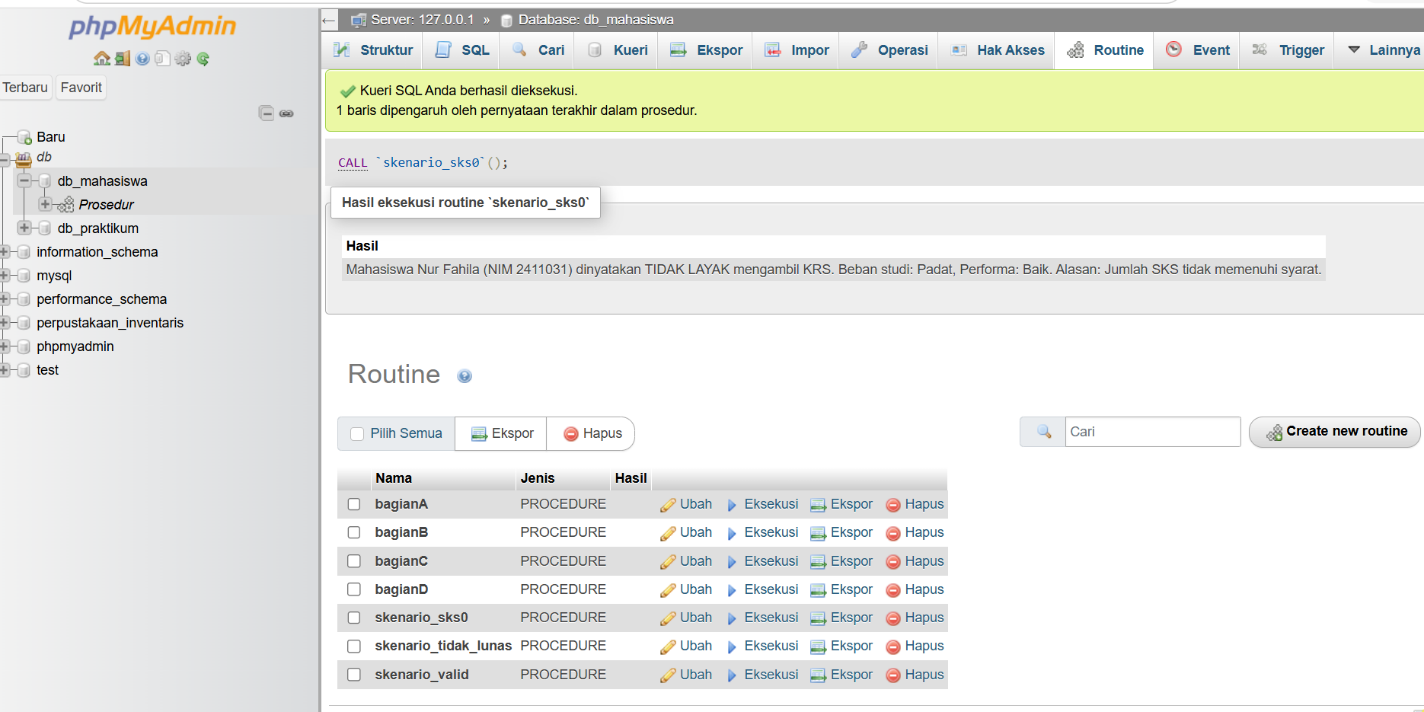 phpMyAdmin
Terbaru Favorit
Baru
db
db_mahasiswa
Prosedur
db_praktikum
information_schema
mysql
performance_schema
perpustakaan_inventaris
phpmyadmin
test
Server: 127.0.0.1 » Database: db_mahasiswa
Struktur SQL Cari Kueri Ekspor Impor Operasi Hak Akses Routine Event Trigger Lainnya
Kueri SQL Anda berhasil dieksekusi.
1 baris dipengaruh oleh pernyataan terakhir dalam prosedur.
CALL `skenario_sks0`();
Hasil eksekusi routine `skenario_sks0`
Hasil
Mahasiswa Nur Fahila (NIM 2411031) dinyatakan TIDAK LAYAK mengambil KRS. Beban studi: Padat, Performa: Baik. Alasan: Jumlah SKS tidak memenuhi syarat.
Routine
Pilih Semua Ekspor Hapus Cari Create new routine
Nama Jenis Hasil
bagianA PROCEDURE Ubah Eksekusi Ekspor Hapus
bagianB PROCEDURE Ubah Eksekusi Ekspor Hapus
bagianC PROCEDURE Ubah Eksekusi Ekspor Hapus
bagianD PROCEDURE Ubah Eksekusi Ekspor Hapus
skenario_sks0 PROCEDURE Ubah Eksekusi Ekspor Hapus
skenario_tidak_lunas PROCEDURE Ubah Eksekusi Ekspor Hapus
skenario_valid PROCEDURE Ubah Eksekusi Ekspor Hapus